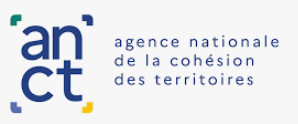 an
ct
agence nationale
de la cohésion
des territoires